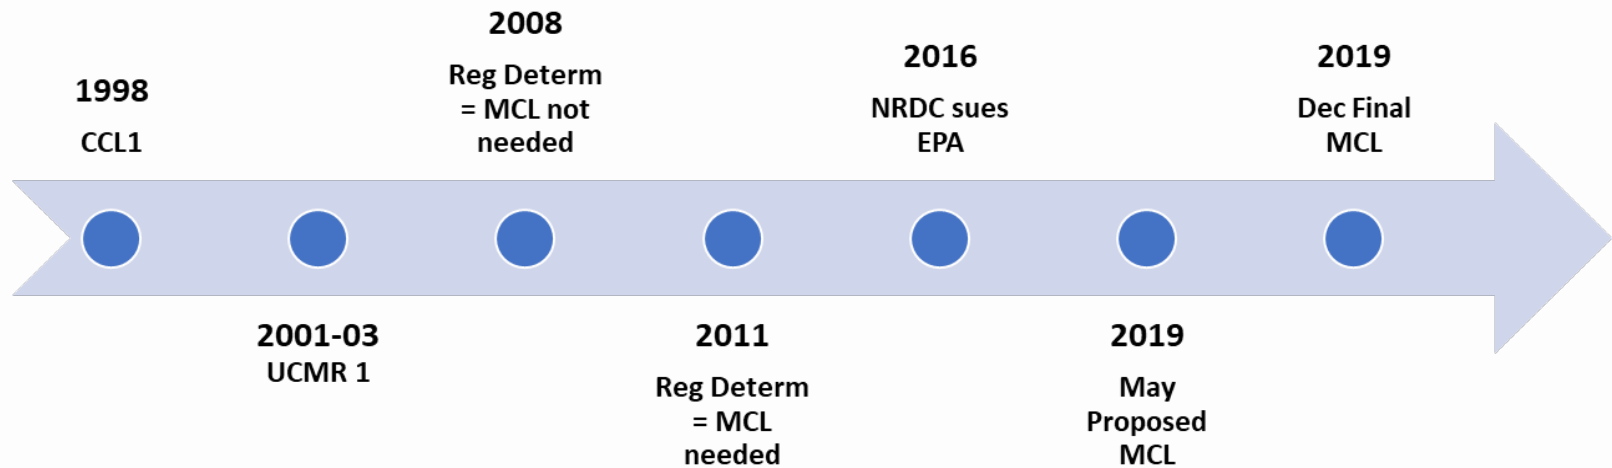 1998
CCL1
2001-03
UCMR 1
2008
Reg Determ
= MCL not
needed
2011
Reg Determ
= MCL
needed
2016
NRDC sues
EPA
2019
May
Proposed
MCL
2019
Dec Final
MCL